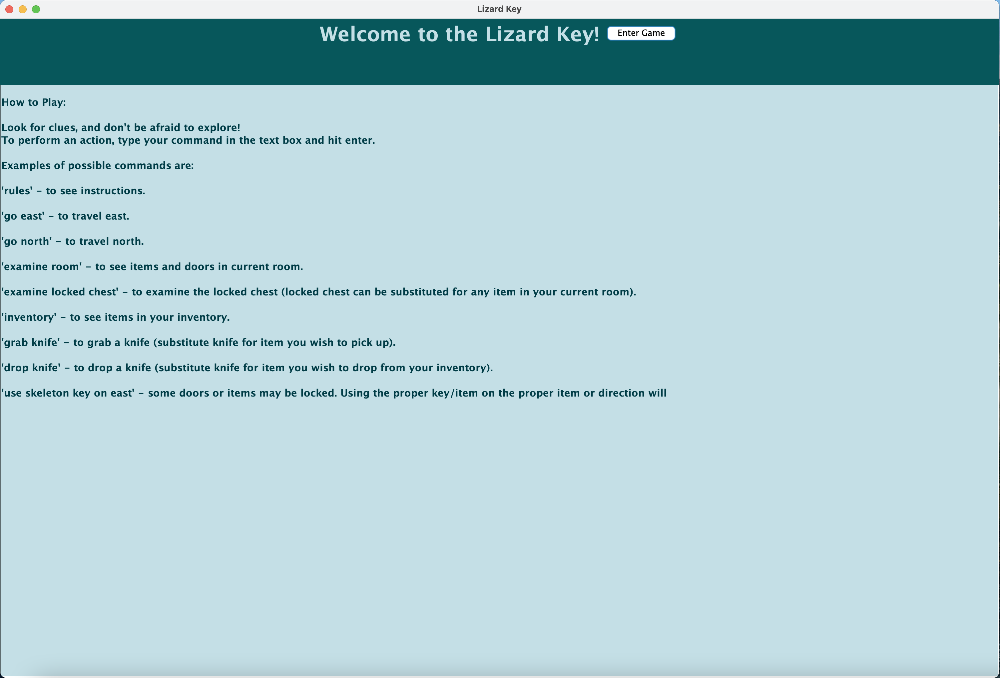 Lizard Key
Welcome to the Lizard Key!
Enter Game
How to Play:
Look for clues, and don't be afraid to explore!
To perform an action, type your command in the text box and hit enter.
Examples of possible commands are:
'rules' – to see instructions.
'go east' – to travel east.
'go north' – to travel north.
'examine room' – to see items and doors in current room.
'examine locked chest' – to examine the locked chest (locked chest can be substituted for any item in your current room).
'inventory' – to see items in your inventory.
'grab knife' – to grab a knife (substitute knife for item you wish to pick up).
'drop knife' – to drop a knife (substitute knife for item you wish to drop from your inventory).
'use skeleton key on east' – some doors or items may be locked. Using the proper key/item on the proper item or direction will